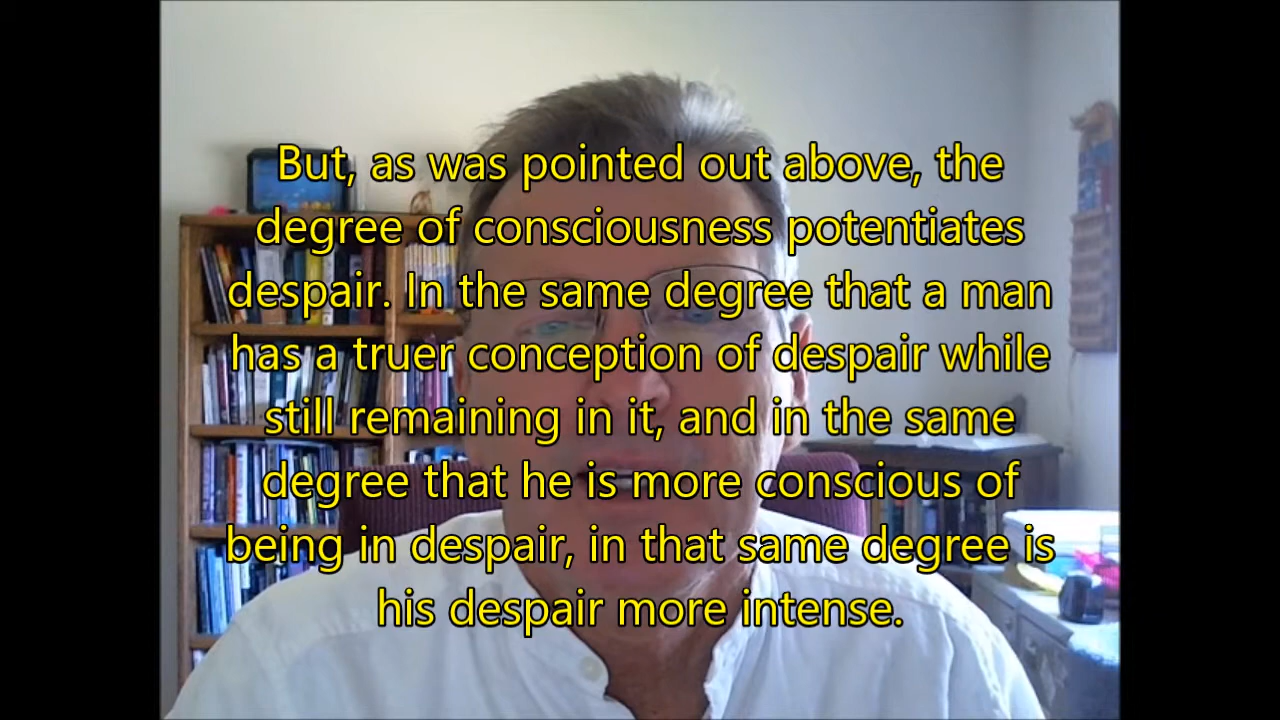 But, as was pointed out above, the
degree of consciousness potentiates
despair. In the same degree that a man
has a truer conception of despair while
still remaining in it, and in the same
degree that he is more conscious of
being in despair, in that same degree is
his despair more intense.